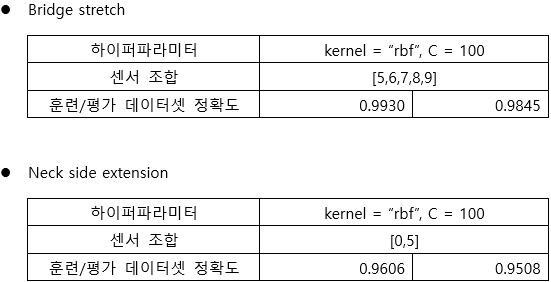 ● Bridge stretch
하이퍼파라미터 kernel = “rbf”, C = 100
센서 조합 [5,6,7,8,9]
훈련/평가 데이터셋 정확도 0.9930 0.9845
● Neck side extension
하이퍼파라미터 kernel = “rbf”, C = 100
센서 조합 [0,5]
훈련/평가 데이터셋 정확도 0.9606 0.9508